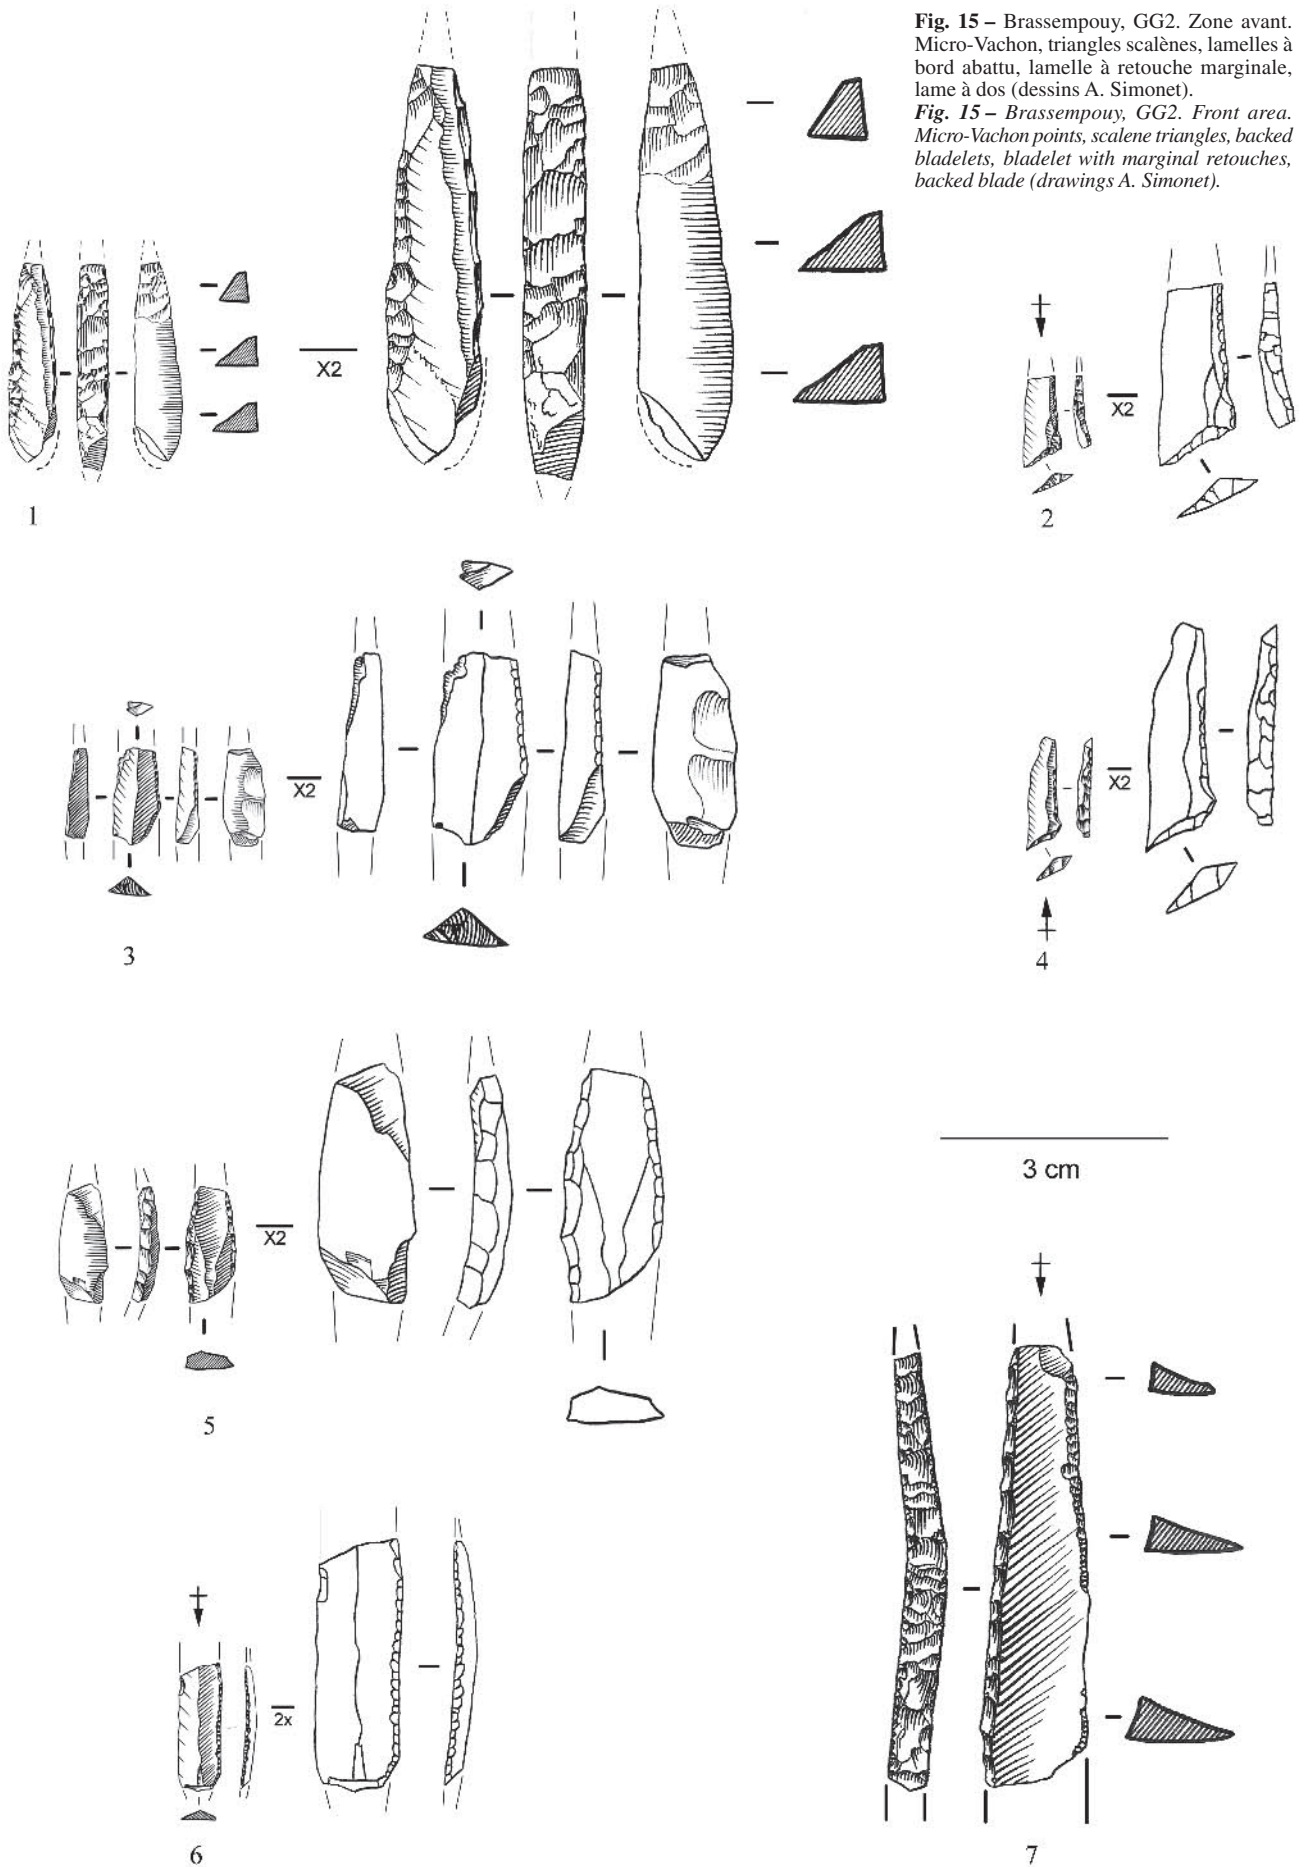 Fig. 15 – Brassempouy, GG2. Zone avant.
Micro-Vachon, triangles scalènes, lamelles à
bord abattu, lamelle à retouche marginale,
lame à dos (dessins A. Simonet).
Fig. 15 – Brassempouy, GG2. Front area.
Micro-Vachon points, scalene triangles, backed
bladelets, bladelet with marginal retouches,
backed blade (drawings A. Simonet).
X2
1
X2
2
X2
3
X2
4
X2
5
3 cm
2x
6
7